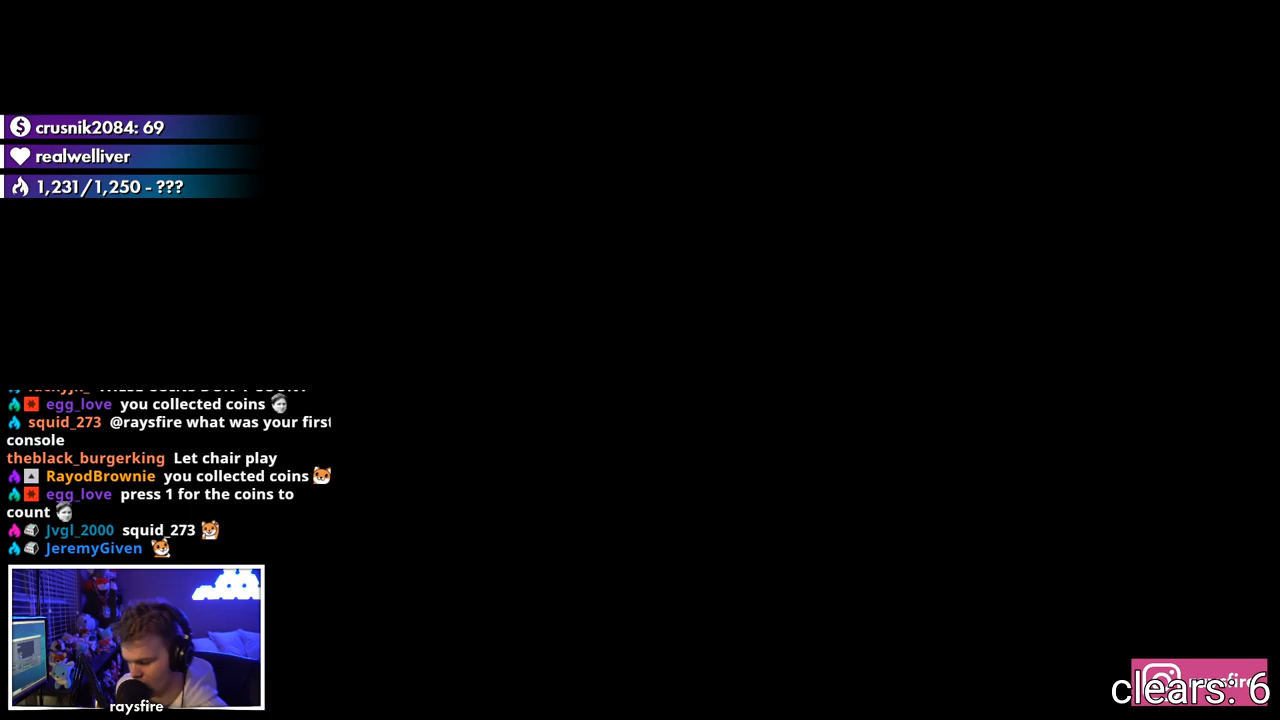 crusnik2084: 69
realwelliver
1,231/1,250 - ???
egg_love you collected coins
squid_273 @raysfire what was your first
console
theblack_burgerking Let chair play
RayodBrownie you collected coins
egg_love press 1 for the coins to
count
Jvgl_2000 squid_273
JeremyGiven
raysfire
clears: 6